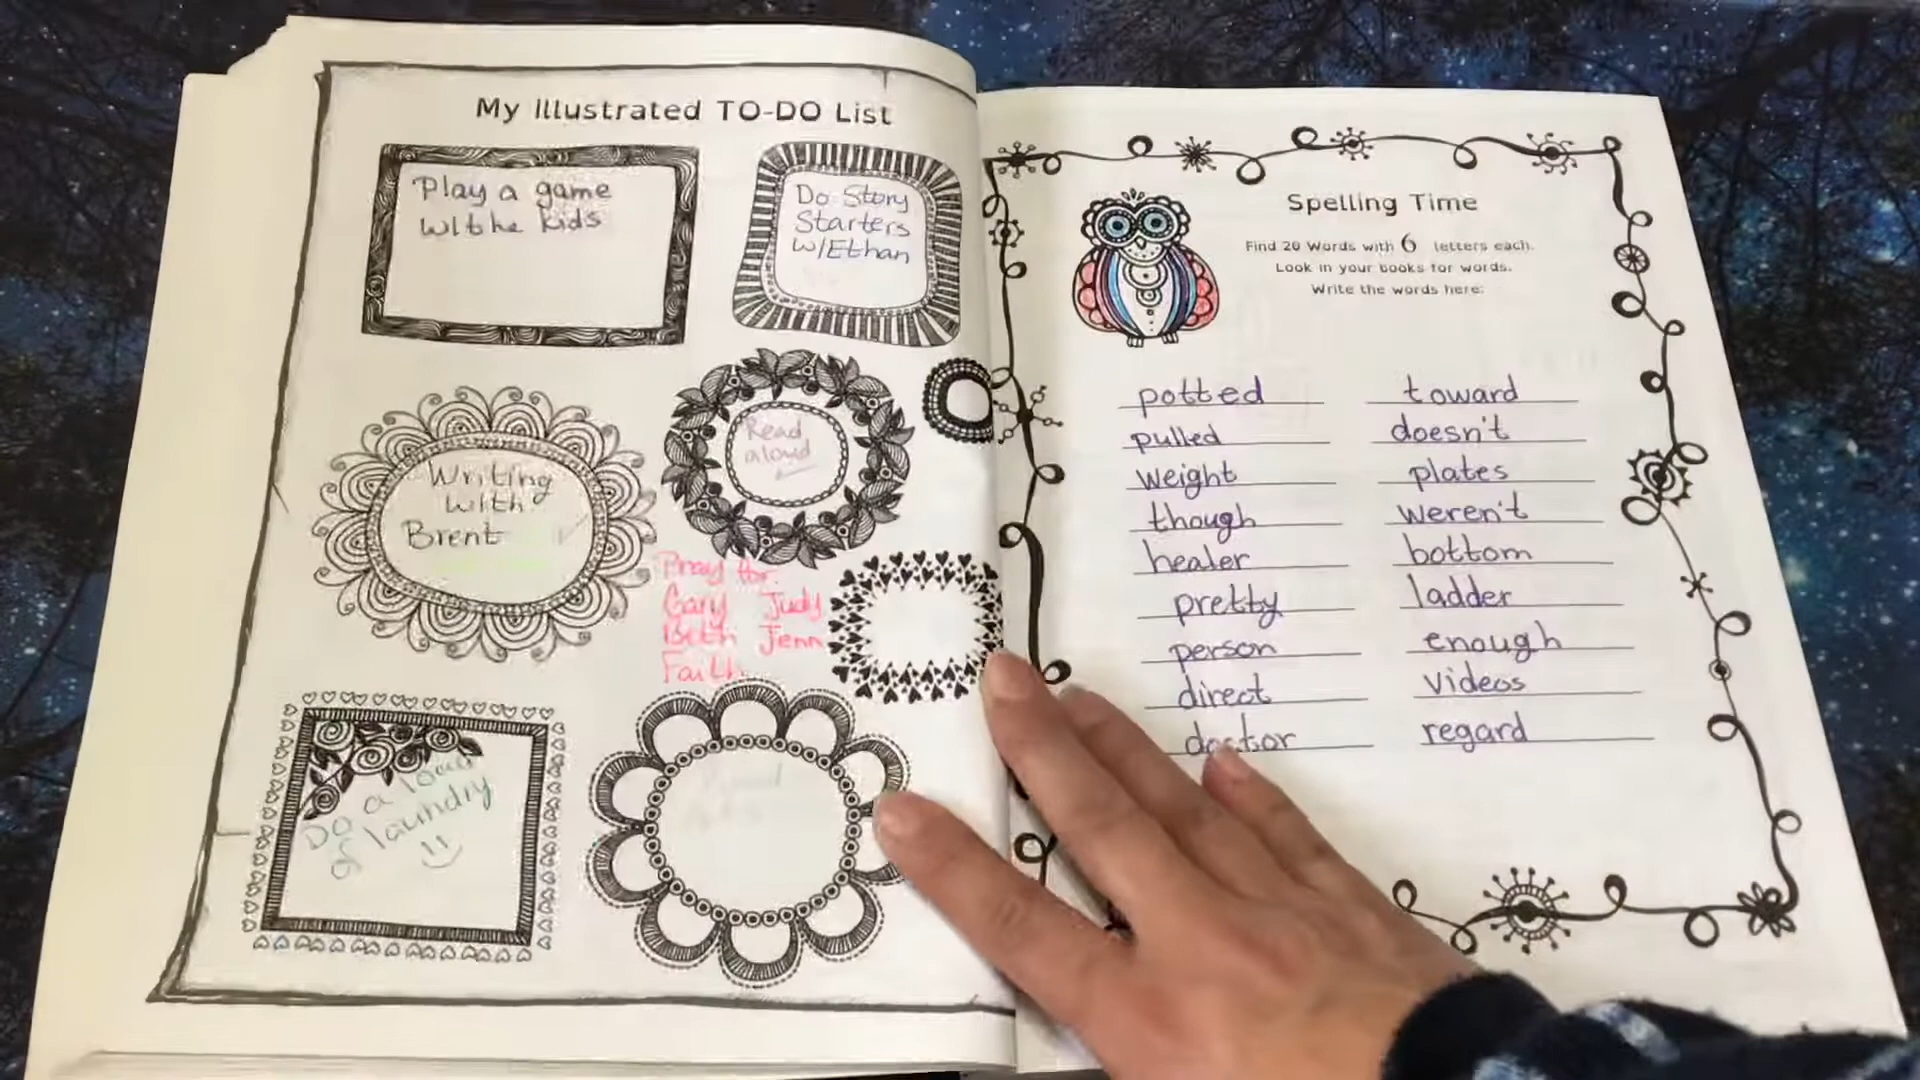 My Illustrated TO-DO List
Play a game
w/the kids
Do Story
Starters
w/Ethan
Writing
with
Brent
Read
aloud
Pray for:
Gary Judy
Beth Jenn
Faith
Do a load
of laundry
Spelling Time
Find 20 Words with 6 letters each.
Look in your books for words.
Write the words here:
potted toward
pulled doesn't
weight plates
though weren't
healer bottom
pretty ladder
person enough
direct videos
doctor regard